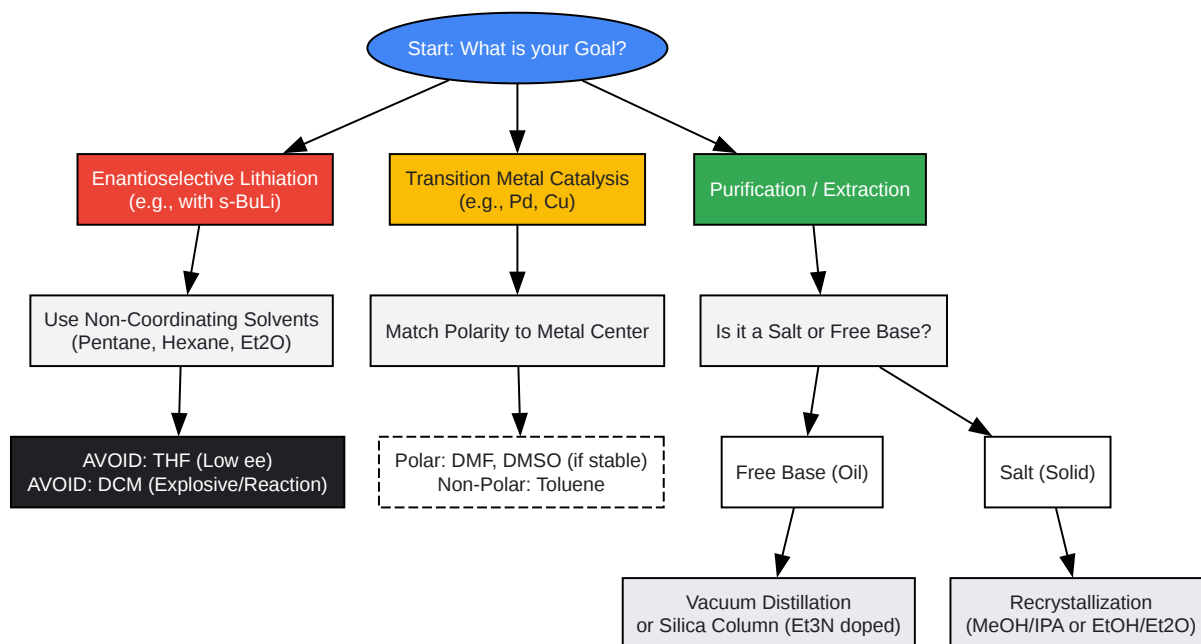 Start: What is your Goal?
Enantioselective Lithiation
(e.g., with s-BuLi)
Transition Metal Catalysis
(e.g., Pd, Cu)
Purification / Extraction
Use Non-Coordinating Solvents
(Pentane, Hexane, Et2O)
Match Polarity to Metal Center
Is it a Salt or Free Base?
AVOID: THF (Low ee)
AVOID: DCM (Explosive/Reaction)
Polar: DMF, DMSO (if stable)
Non-Polar: Toluene
Free Base (Oil)
Salt (Solid)
Vacuum Distillation
or Silica Column (Et3N doped)
Recrystallization
(MeOH/IPA or EtOH/Et2O)